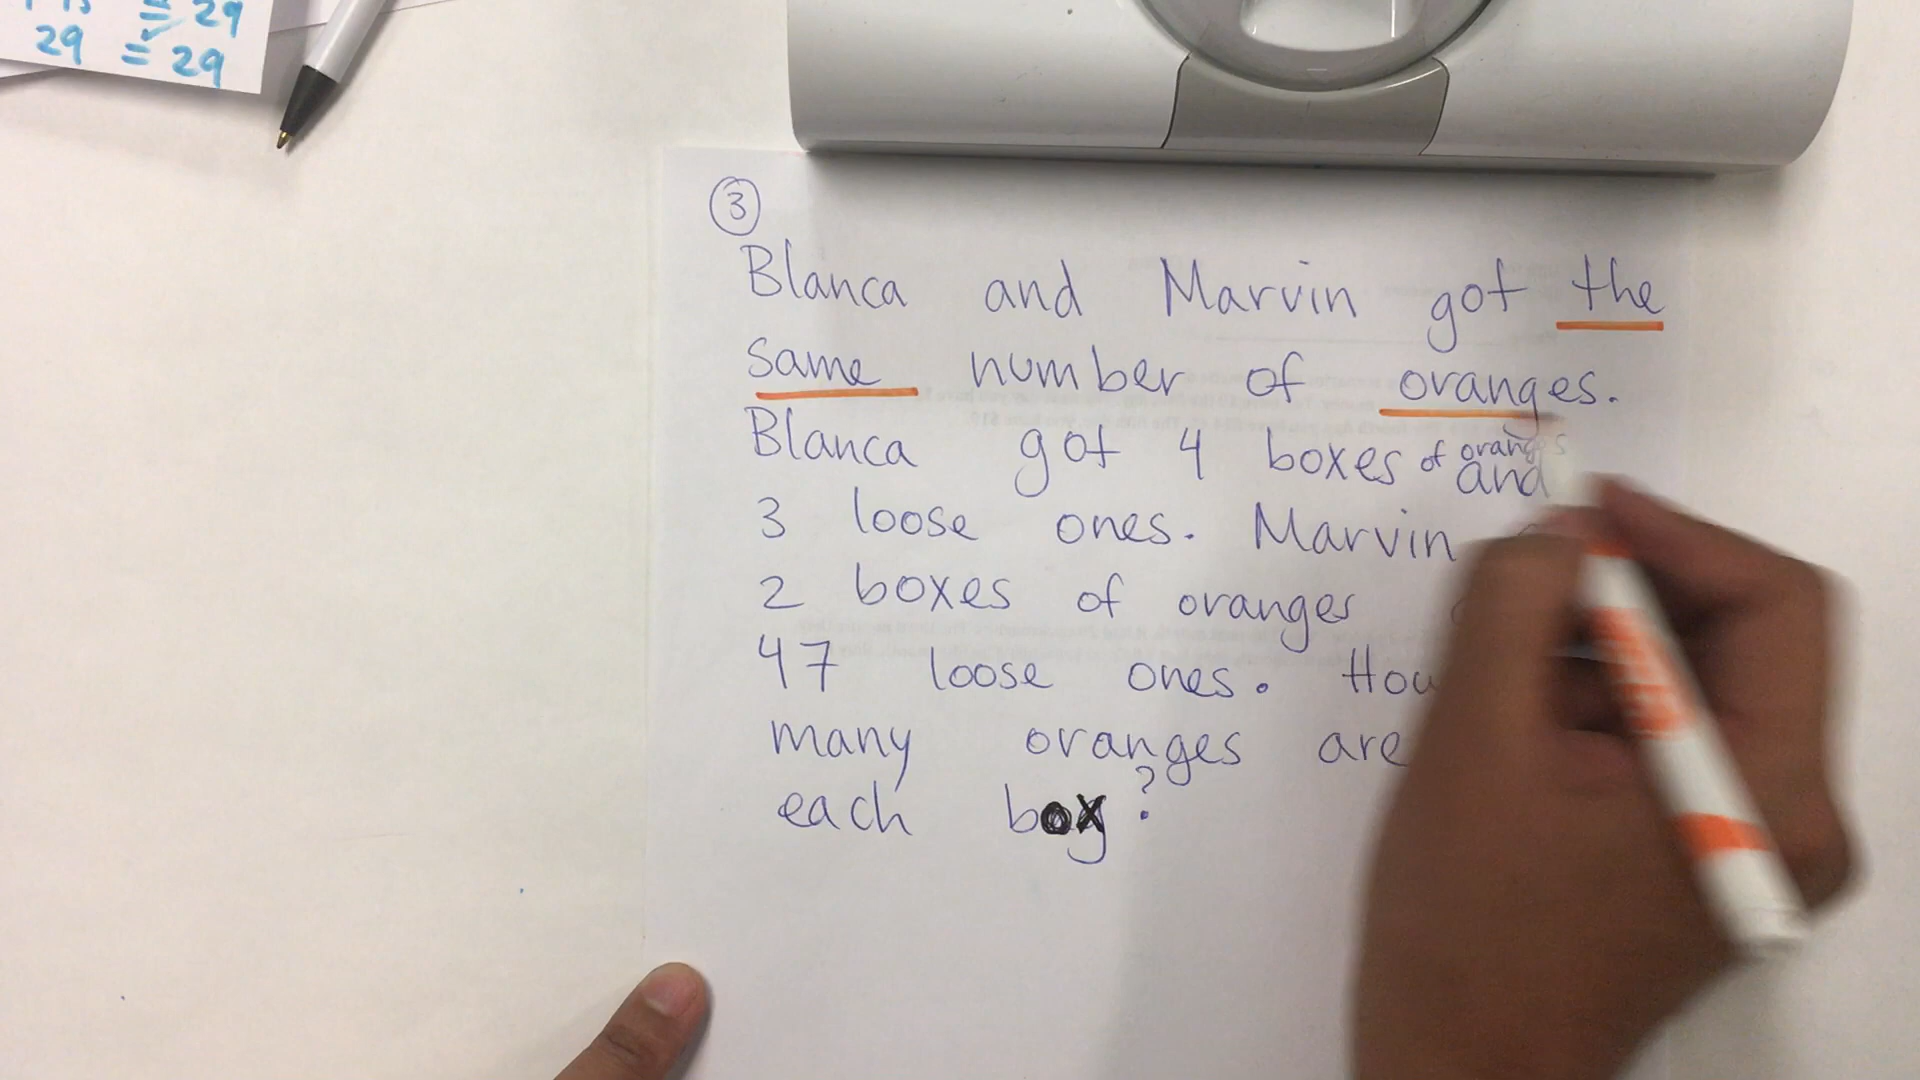 = 29
29 = 29
3
Blanca and Marvin got the
same number of oranges.
Blanca got 4 boxes of oranges and
3 loose ones. Marvin
2 boxes of oranges
47 loose ones. How
many oranges are
each box?